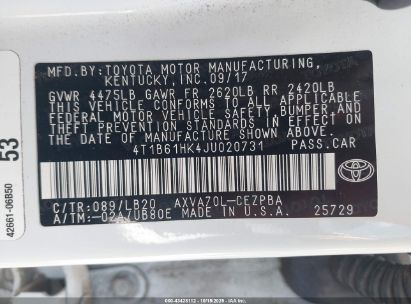 MFD.BY:TOYOTA MOTOR MANUFACTURING,
KENTUCKY,INC.09/17
GVWR 4475LB GAWR FR 2620LB RR 2420LB
THIS VEHICLE CONFORMS TO ALL APPLICABLE
FEDERAL MOTOR VEHICLE SAFETY, BUMPER, AND
THEFT PREVENTION STANDARDS IN EFFECT ON
THE DATE OF MANUFACTURE SHOWN ABOVE.
4T1B61HK4JU020731 PASS.CAR
C/TR:089/LB20 AXVA70L-CEZPBA
A/TM:-02A/UB80E MADE IN U.S.A.
25729
TOYOTA
53
42661-06B50